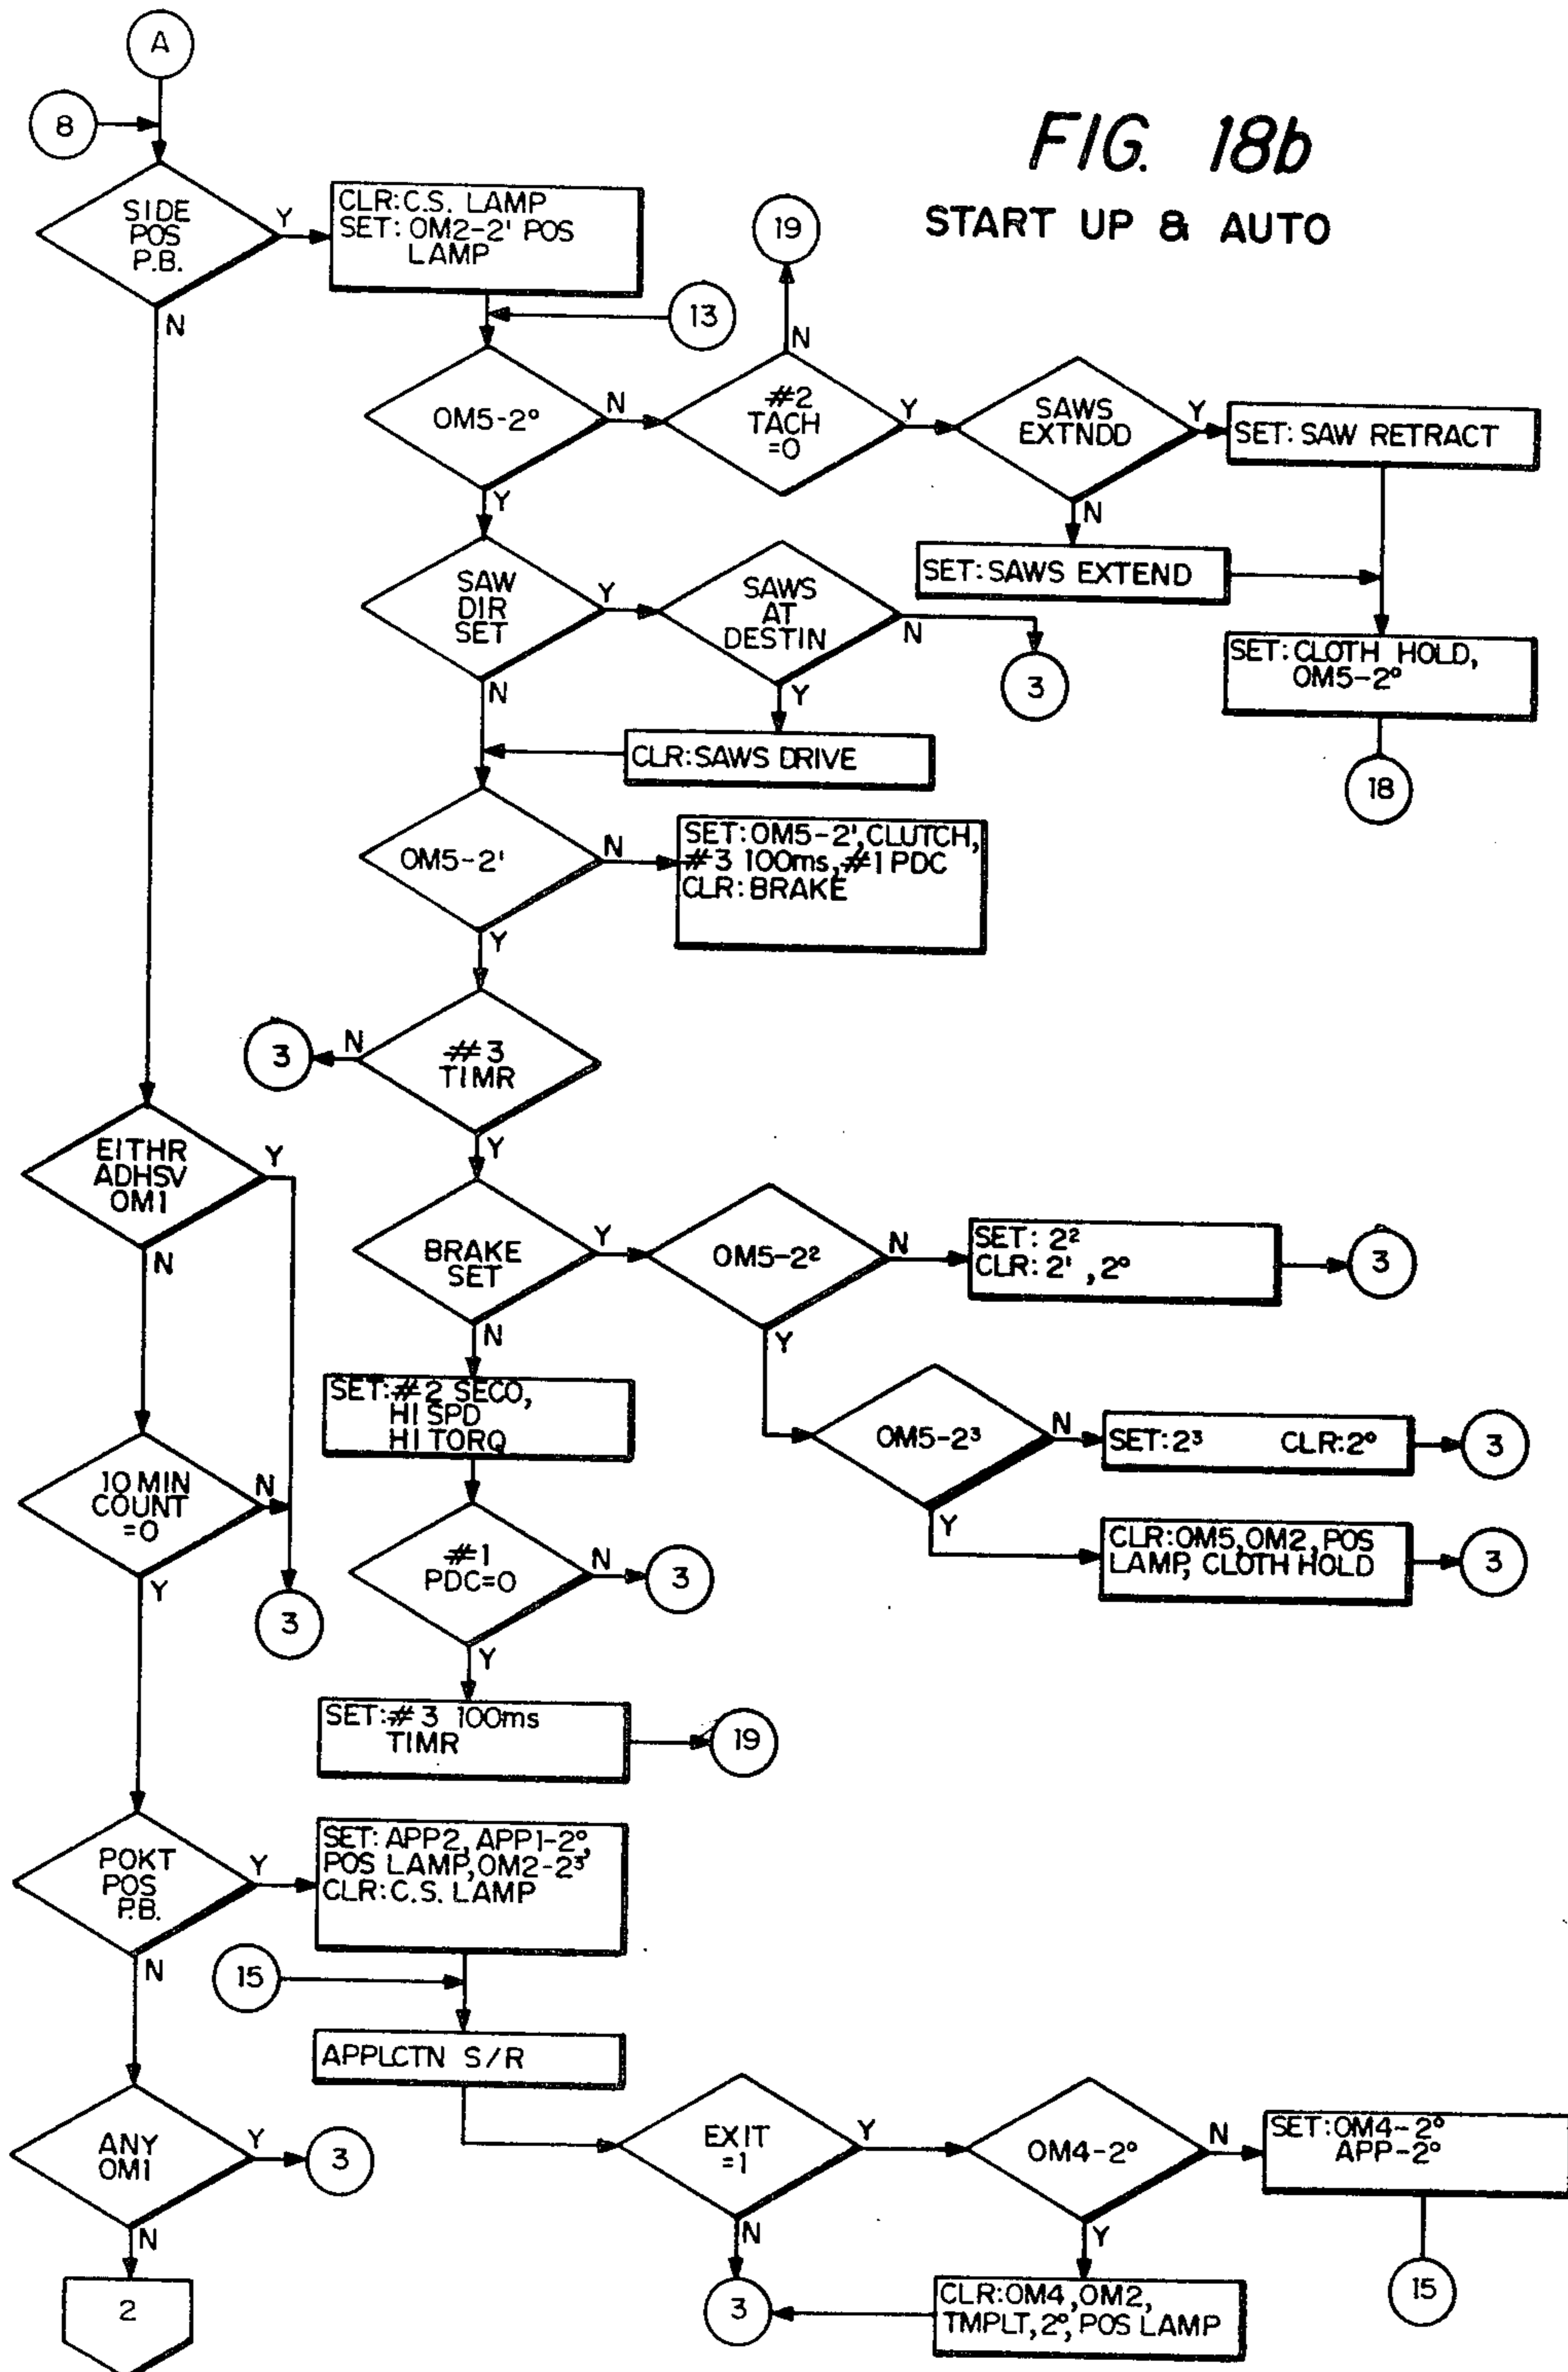 A
8
FIG. 18b
START UP & AUTO
SIDE
POS
P.B.
Y
N
CLR:C.S. LAMP
SET: OM2-2' POS
LAMP
19
13
N
OM5-2°
N
Y
#2
TACH
=0
Y
SAWS
EXTNDD
Y
N
SET: SAW RETRACT
SET: SAWS EXTEND
SET: CLOTH HOLD,
OM5-2°
18
SAW
DIR
SET
Y
N
SAWS
AT
DESTIN
N
Y
3
CLR:SAWS DRIVE
OM5-2'
N
Y
SET:OM5-2',CLUTCH,
#3 100ms,#1 PDC
CLR:BRAKE
#3
TIMR
N
3
Y
EITHR
ADHSV
OM1
Y
N
BRAKE
SET
Y
N
OM5-2²
N
Y
SET: 2²
CLR: 2' , 2°
3
SET:#2 SECO,
HI SPD
HI TORQ
OM5-2³
N
Y
SET:2³ CLR:2°
3
10 MIN
COUNT
=0
N
Y
3
#1
PDC=0
N
3
Y
CLR:OM5,OM2,POS
LAMP, CLOTH HOLD
3
SET:#3 100ms
TIMR
19
POKT
POS
P.B.
Y
N
SET: APP2, APP1-2°,
POS LAMP,OM2-2³
CLR:C.S. LAMP
15
APPLCTN S/R
ANY
OM1
Y
3
N
2
EXIT
=1
Y
N
3
OM4-2°
N
Y
SET:OM4-2°
APP-2°
15
CLR:OM4,OM2,
TMPLT,2°,POS LAMP